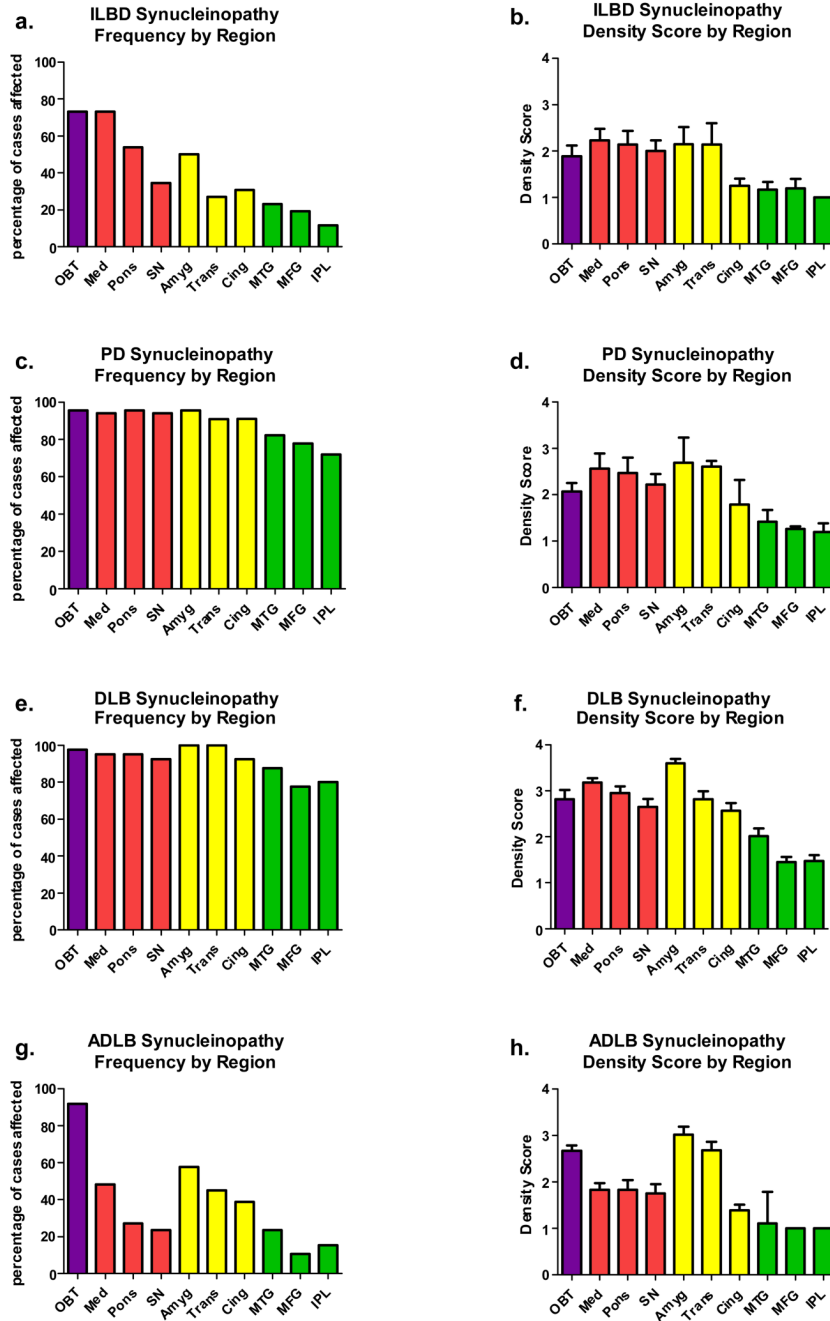 a.
ILBD Synucleinopathy
Frequency by Region
percentage of cases affected
100
80
60
40
20
0
OBT
Med
Pons
SN
Amyg
Trans
Cing
MTG
MFG
IPL
b.
ILBD Synucleinopathy
Density Score by Region
Density Score
4
3
2
1
0
OBT
Med
Pons
SN
Amyg
Trans
Cing
MTG
MFG
IPL
c.
PD Synucleinopathy
Frequency by Region
percentage of cases affected
100
80
60
40
20
0
OBT
Med
Pons
SN
Amyg
Trans
Cing
MTG
MFG
IPL
d.
PD Synucleinopathy
Density Score by Region
Density Score
4
3
2
1
0
OBT
Med
Pons
SN
Amyg
Trans
Cing
MTG
MFG
IPL
e.
DLB Synucleinopathy
Frequency by Region
percentage of cases affected
100
80
60
40
20
0
OBT
Med
Pons
SN
Amyg
Trans
Cing
MTG
MFG
IPL
f.
DLB Synucleinopathy
Density Score by Region
Density Score
4
3
2
1
0
OBT
Med
Pons
SN
Amyg
Trans
Cing
MTG
MFG
IPL
g.
ADLB Synucleinopathy
Frequency by Region
percentage of cases affected
100
80
60
40
20
0
OBT
Med
Pons
SN
Amyg
Trans
Cing
MTG
MFG
IPL
h.
ADLB Synucleinopathy
Density Score by Region
Density Score
4
3
2
1
0
OBT
Med
Pons
SN
Amyg
Trans
Cing
MTG
MFG
IPL